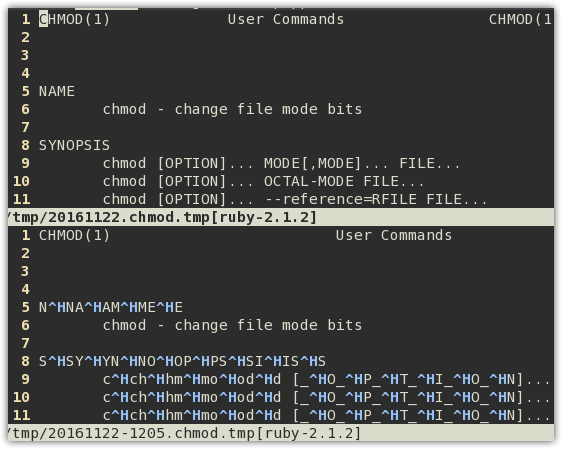 1 CHMOD(1) User Commands CHMOD(1
2
3
4
5 NAME
6 chmod - change file mode bits
7
8 SYNOPSIS
9 chmod [OPTION]... MODE[,MODE]... FILE...
10 chmod [OPTION]... OCTAL-MODE FILE...
11 chmod [OPTION]... --reference=RFILE FILE...
/tmp/20161122.chmod.tmp[ruby-2.1.2]
1 CHMOD(1) User Commands
2
3
4
5 N^HNA^HAM^HME^HE
6 chmod - change file mode bits
7
8 S^HSY^HYN^HNO^HOP^HPS^HSI^HIS^HS
9 c^Hch^Hhm^Hmo^Hod^Hd [_^HO_^HP_^HT_^HI_^HO_^HN]...
10 c^Hch^Hhm^Hmo^Hod^Hd [_^HO_^HP_^HT_^HI_^HO_^HN]...
11 c^Hch^Hhm^Hmo^Hod^Hd [_^HO_^HP_^HT_^HI_^HO_^HN]...
/tmp/20161122-1205.chmod.tmp[ruby-2.1.2]